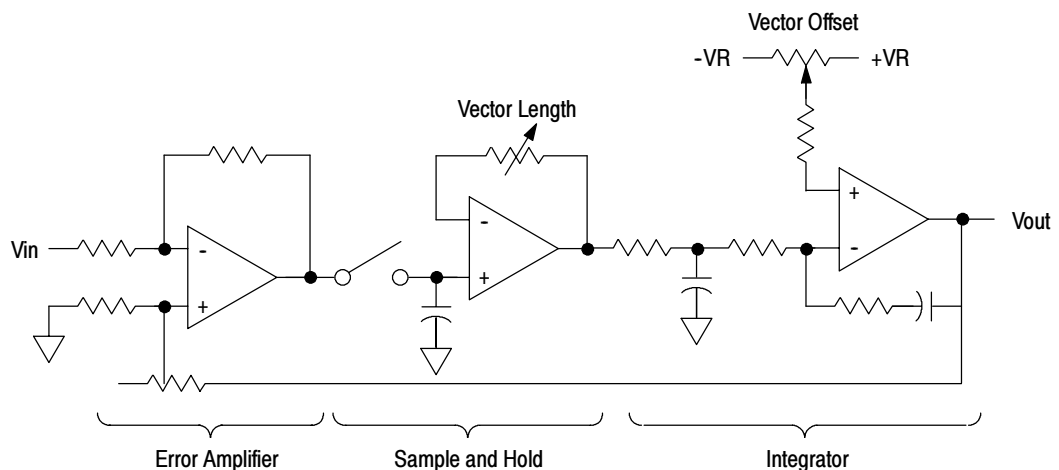 Vector Offset
-VR
+VR
Vector Length
Vin
-
+
-
+
+
-
Vout
Error Amplifier
Sample and Hold
Integrator